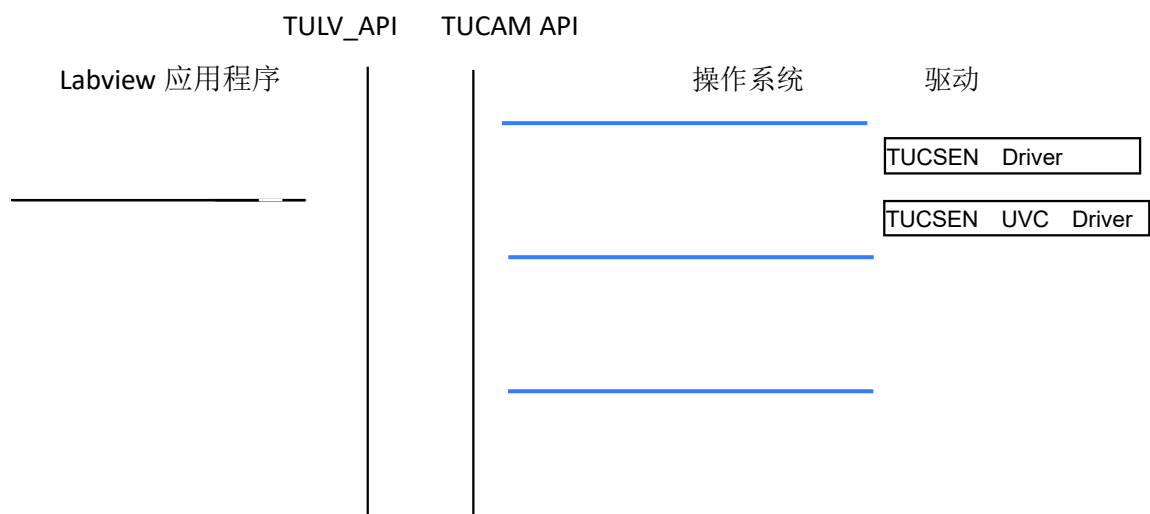 TULV_API TUCAM API
Labview 应用程序 操作系统 驱动
TUCSEN Driver
TUCSEN UVC Driver